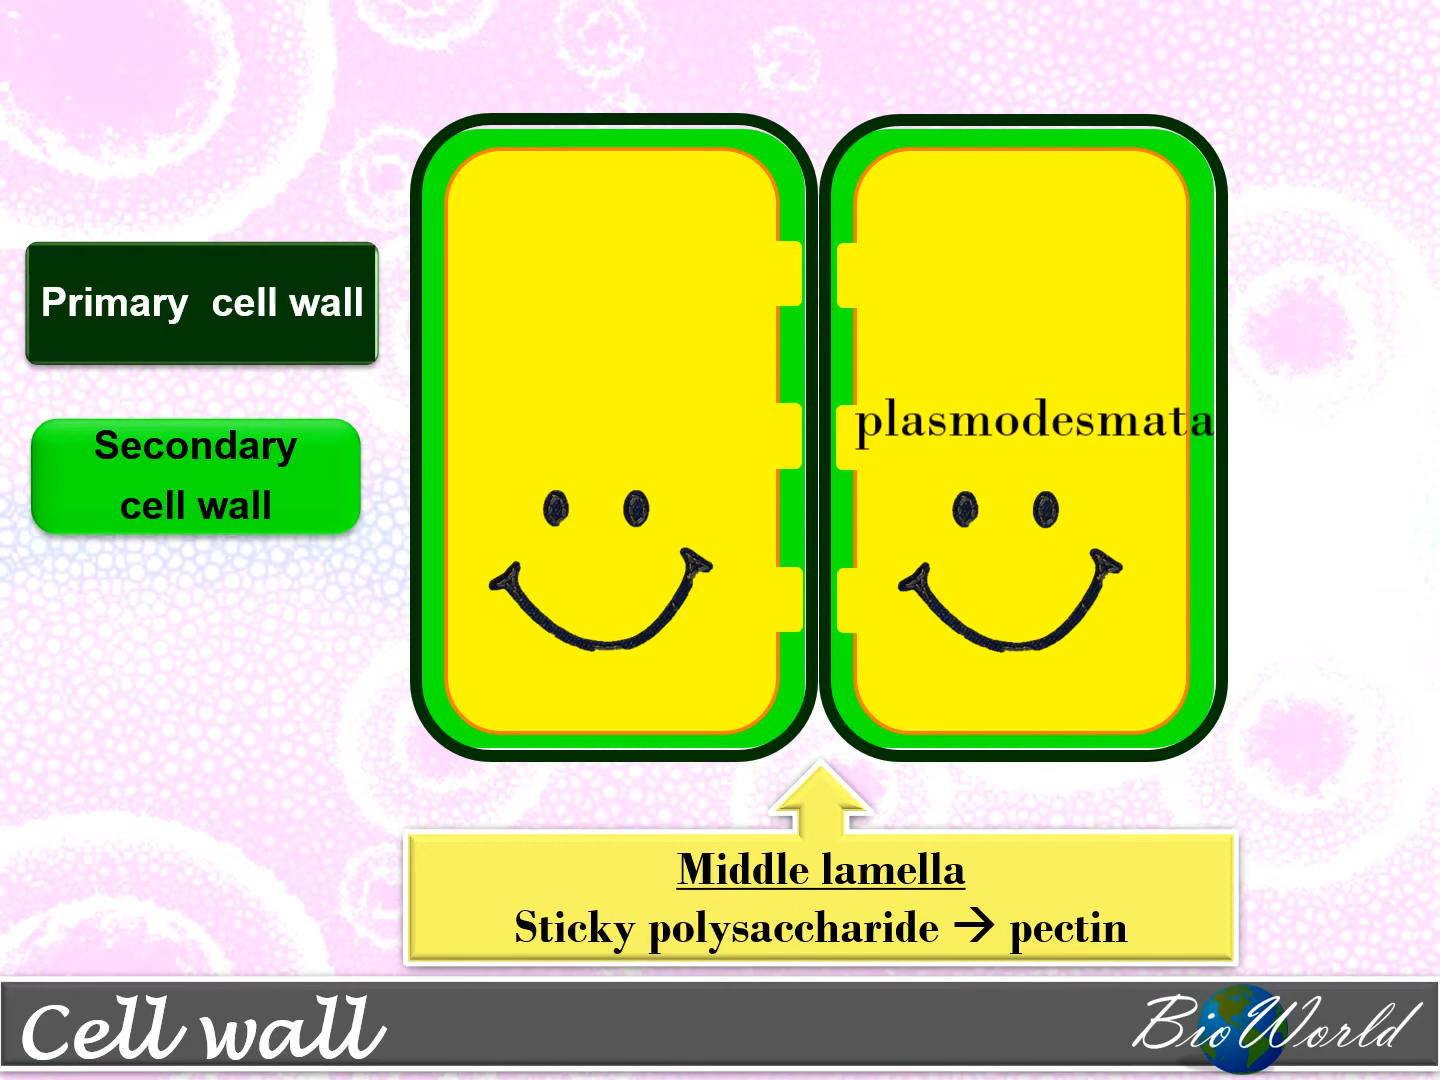 Primary cell wall
Secondary
cell wall
plasmodesmata
Middle lamella
Sticky polysaccharide → pectin
Cell wall
BioWorld